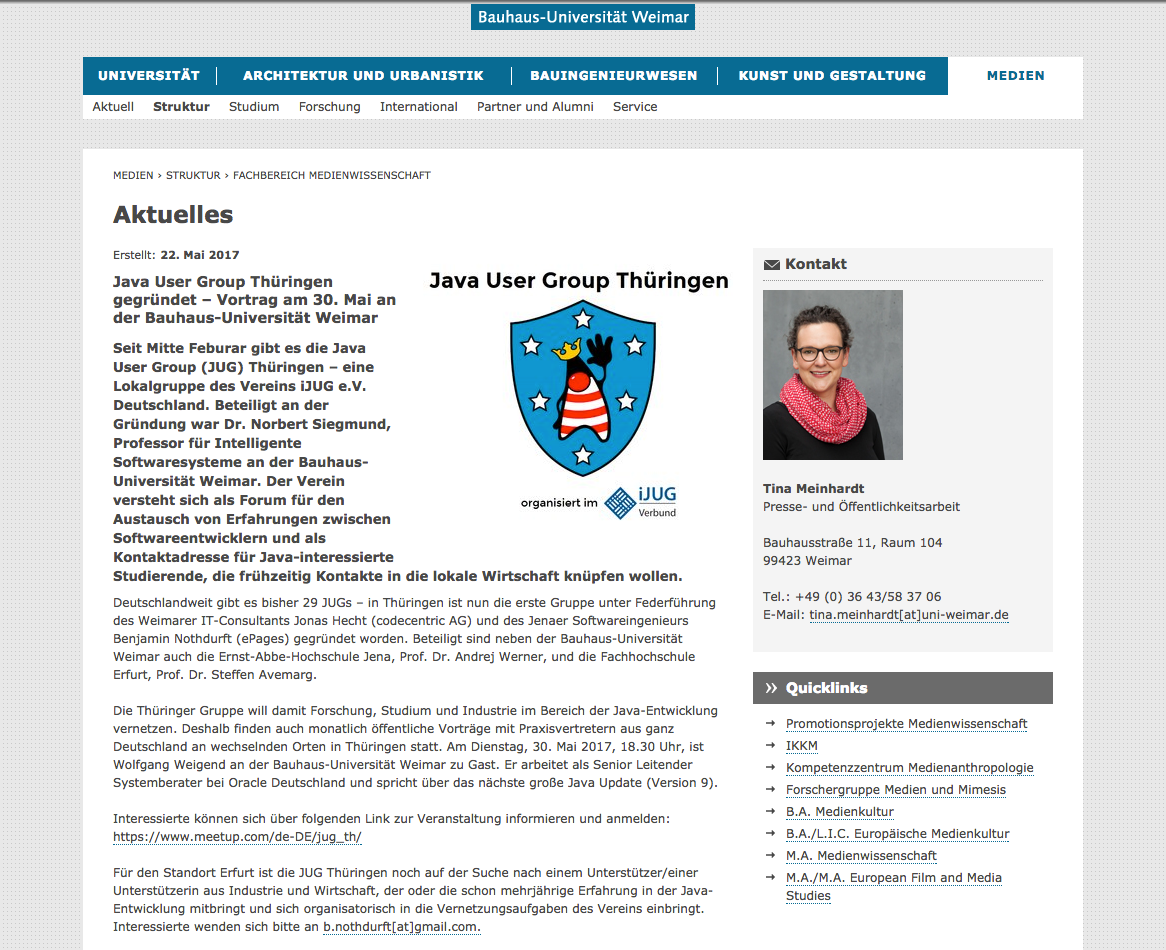 Bauhaus-Universität Weimar
UNIVERSITÄT
ARCHITEKTUR UND URBANISTIK
BAUINGENIEURWESEN
KUNST UND GESTALTUNG
MEDIEN
Aktuell Struktur Studium Forschung International Partner und Alumni Service
MEDIEN › STRUKTUR › FACHBEREICH MEDIENWISSENSCHAFT
Aktuelles
Erstellt: 22. Mai 2017
Java User Group Thüringen
gegründet – Vortrag am 30. Mai an
der Bauhaus-Universität Weimar
Java User Group Thüringen
organisiert im
iJUG
Verbund
Seit Mitte Feburar gibt es die Java
User Group (JUG) Thüringen – eine
Lokalgruppe des Vereins iJUG e.V.
Deutschland. Beteiligt an der
Gründung war Dr. Norbert Siegmund,
Professor für Intelligente
Softwaresysteme an der Bauhaus-
Universität Weimar. Der Verein
versteht sich als Forum für den
Austausch von Erfahrungen zwischen
Softwareentwicklern und als
Kontaktadresse für Java-interessierte
Studierende, die frühzeitig Kontakte in die lokale Wirtschaft knüpfen wollen.
Deutschlandweit gibt es bisher 29 JUGs – in Thüringen ist nun die erste Gruppe unter Federführung
des Weimarer IT-Consultants Jonas Hecht (codecentric AG) und des Jenaer Softwareingenieurs
Benjamin Nothdurft (ePages) gegründet worden. Beteiligt sind neben der Bauhaus-Universität
Weimar auch die Ernst-Abbe-Hochschule Jena, Prof. Dr. Andrej Werner, und die Fachhochschule
Erfurt, Prof. Dr. Steffen Avemarg.
Die Thüringer Gruppe will damit Forschung, Studium und Industrie im Bereich der Java-Entwicklung
vernetzen. Deshalb finden auch monatlich öffentliche Vorträge mit Praxisvertretern aus ganz
Deutschland an wechselnden Orten in Thüringen statt. Am Dienstag, 30. Mai 2017, 18.30 Uhr, ist
Wolfgang Weigend an der Bauhaus-Universität Weimar zu Gast. Er arbeitet als Senior Leitender
Systemberater bei Oracle Deutschland und spricht über das nächste große Java Update (Version 9).
Interessierte können sich über folgenden Link zur Veranstaltung informieren und anmelden:
https://www.meetup.com/de-DE/jug_th/
Für den Standort Erfurt ist die JUG Thüringen noch auf der Suche nach einem Unterstützer/einer
Unterstützerin aus Industrie und Wirtschaft, der oder die schon mehrjährige Erfahrung in der Java-
Entwicklung mitbringt und sich organisatorisch in die Vernetzungsaufgaben des Vereins einbringt.
Interessierte wenden sich bitte an b.nothdurft[at]gmail.com.
Kontakt
Tina Meinhardt
Presse- und Öffentlichkeitsarbeit
Bauhausstraße 11, Raum 104
99423 Weimar
Tel.: +49 (0) 36 43/58 37 06
E-Mail: tina.meinhardt[at]uni-weimar.de
Quicklinks
Promotionsprojekte Medienwissenschaft
IKKM
Kompetenzzentrum Medienanthropologie
Forschergruppe Medien und Mimesis
B.A. Medienkultur
B.A./L.I.C. Europäische Medienkultur
M.A. Medienwissenschaft
M.A./M.A. European Film and Media
Studies